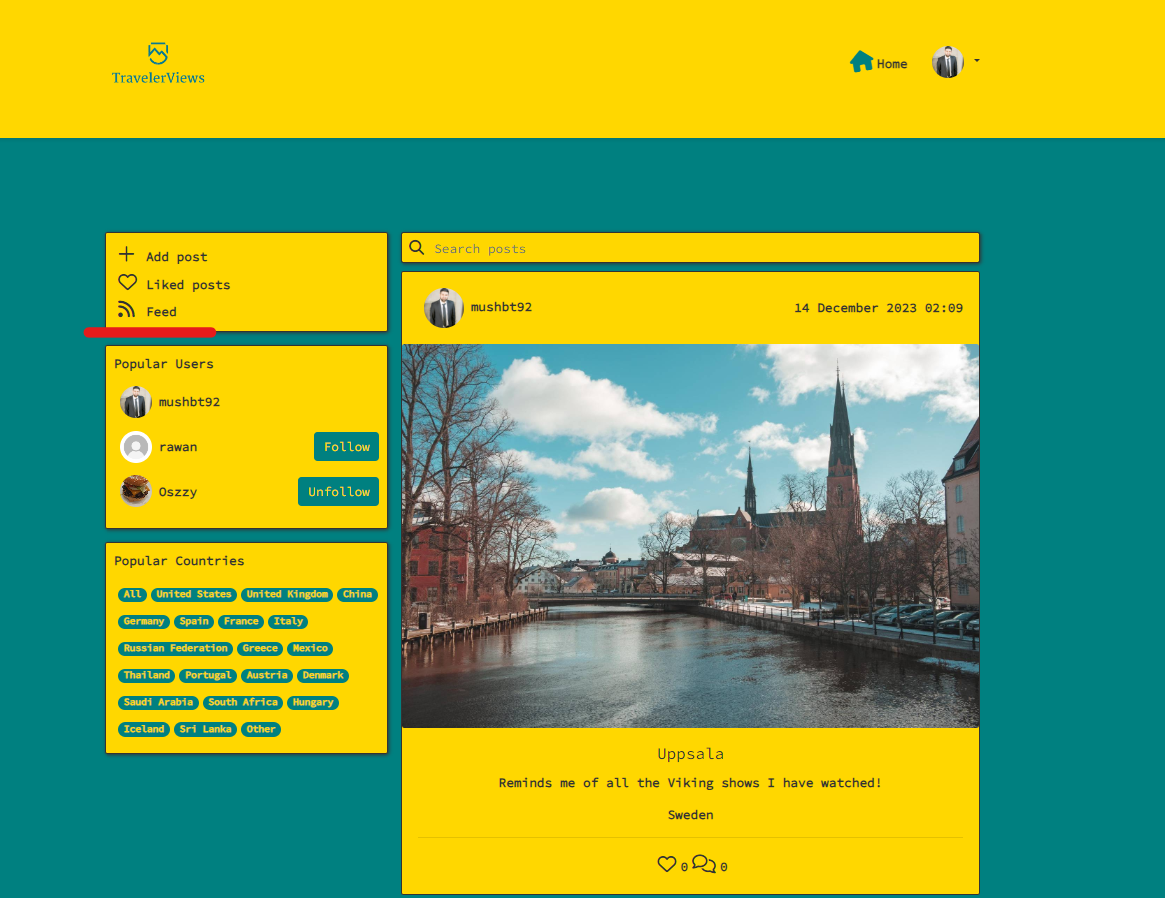 TravelerViews
Home
Add post
Liked posts
Feed
Popular Users
mushbt92
rawan Follow
Oszzy Unfollow
Popular Countries
All United States United Kingdom China
Germany Spain France Italy
Russian Federation Greece Mexico
Thailand Portugal Austria Denmark
Saudi Arabia South Africa Hungary
Iceland Sri Lanka Other
Search posts
mushbt92 14 December 2023 02:09
Uppsala
Reminds me of all the Viking shows I have watched!
Sweden
0 0